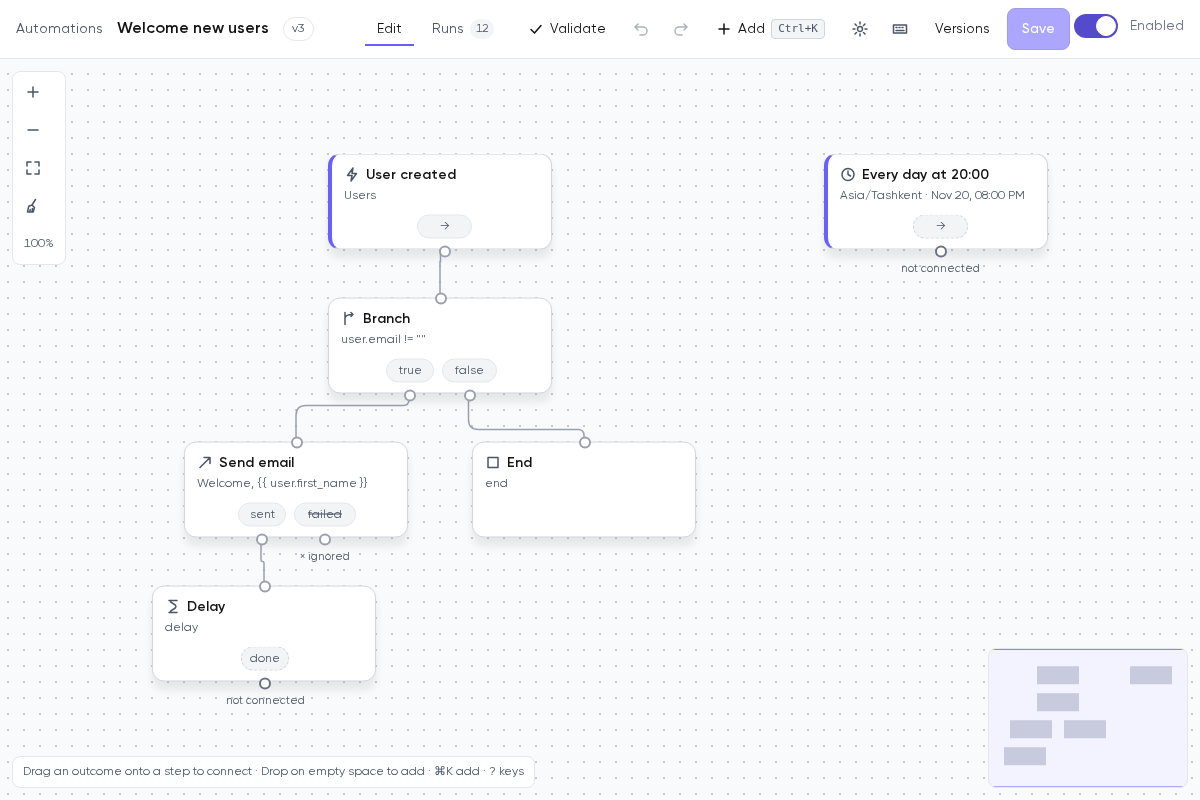 Automations Welcome new users v3 Edit Runs 12 Validate Add Ctrl+K Versions Save Enabled
100%
User created
Users
→
Every day at 20:00
Asia/Tashkent · Nov 20, 08:00 PM
→
not connected
Branch
user.email != ""
true false
Send email
Welcome, {{ user.first_name }}
sent failed
× ignored
End
end
Delay
delay
done
not connected
Drag an outcome onto a step to connect · Drop on empty space to add · ⌘K add · ? keys